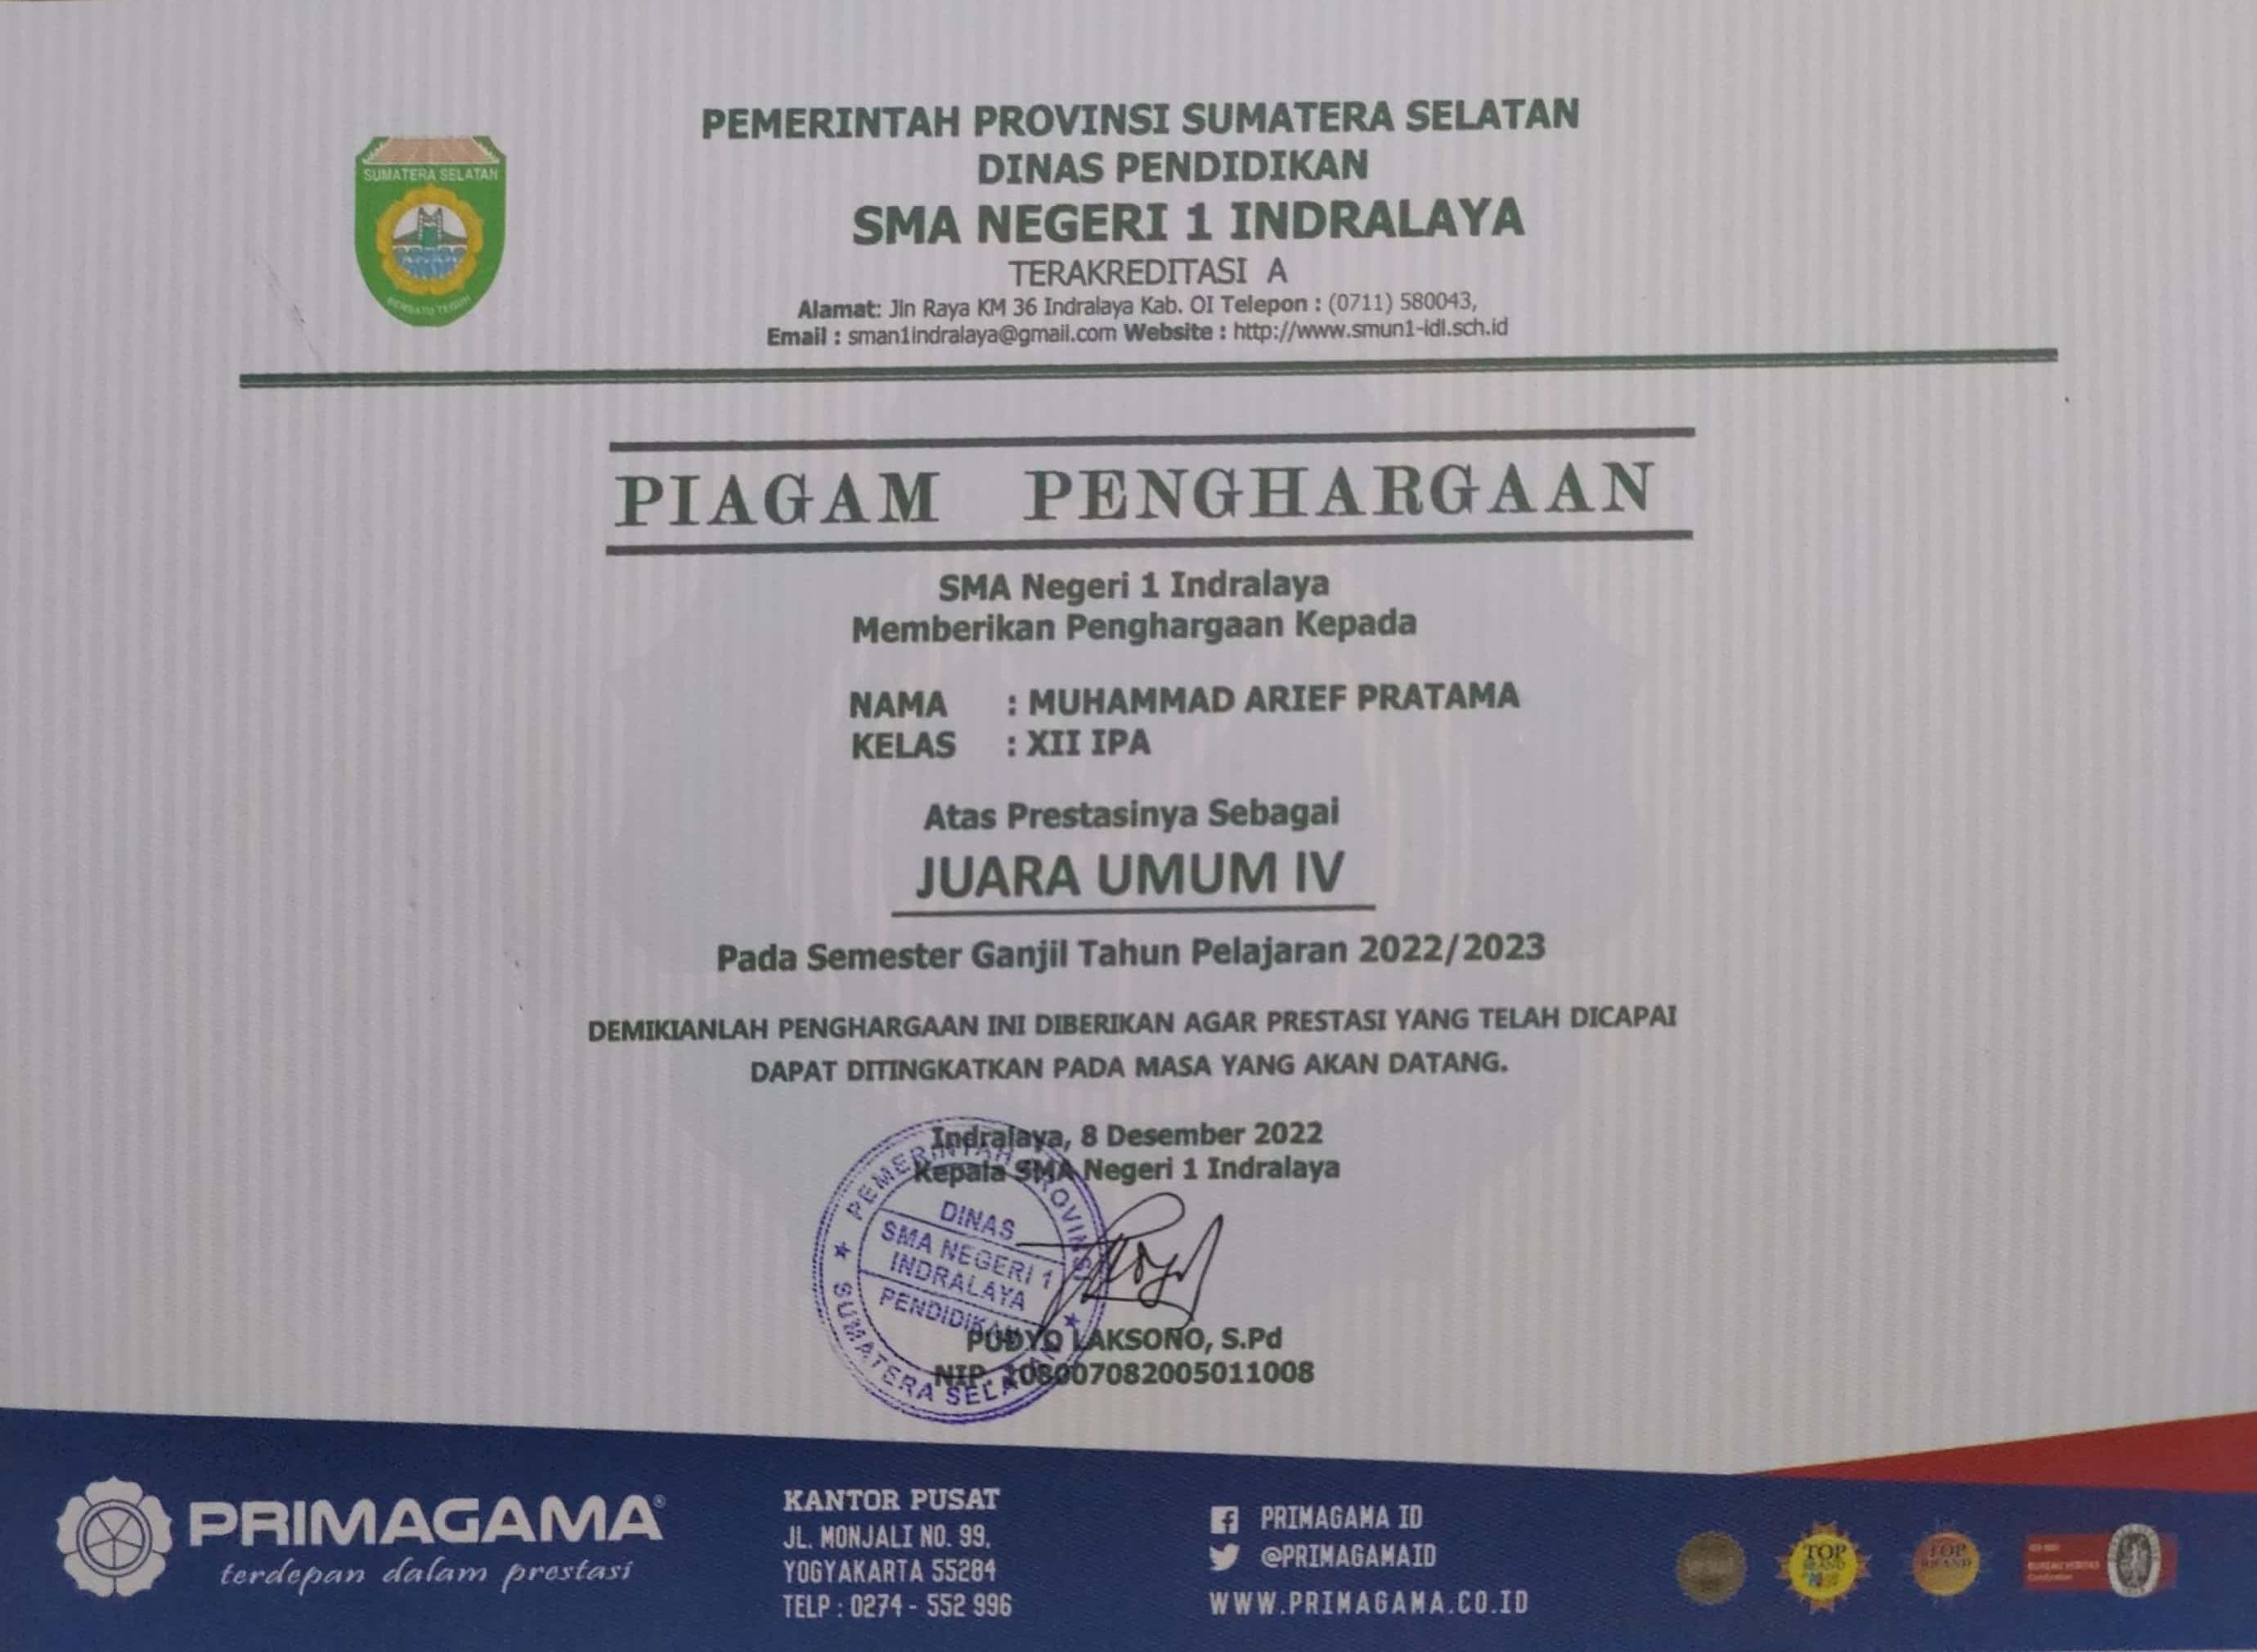 PEMERINTAH PROVINSI SUMATERA SELATAN
DINAS PENDIDIKAN
SMA NEGERI 1 INDRALAYA
TERAKREDITASI A
Alamat: Jln Raya KM 36 Indralaya Kab. OI Telepon : (0711) 580043,
Email : sman1indralaya@gmail.com Website : http://www.smun1-idl.sch.id
SUMATERA SELATAN
BERSATU TEGUH
PIAGAM PENGHARGAAN
SMA Negeri 1 Indralaya
Memberikan Penghargaan Kepada
NAMA : MUHAMMAD ARIEF PRATAMA
KELAS : XII IPA
Atas Prestasinya Sebagai
JUARA UMUM IV
Pada Semester Ganjil Tahun Pelajaran 2022/2023
DEMIKIANLAH PENGHARGAAN INI DIBERIKAN AGAR PRESTASI YANG TELAH DICAPAI
DAPAT DITINGKATKAN PADA MASA YANG AKAN DATANG.
Indralaya, 8 Desember 2022
Kepala SMA Negeri 1 Indralaya
PEMERINTAH PROVINSI
DINAS
SMA NEGERI 1
INDRALAYA
PENDIDIKAN
SUMATERA SELATAN
PUDYO LAKSONO, S.Pd
NIP. 108007082005011008
PRIMAGAMA®
terdepan dalam prestasi
KANTOR PUSAT
JL. MONJALI NO. 99,
YOGYAKARTA 55284
TELP : 0274 - 552 996
PRIMAGAMA ID
@PRIMAGAMAID
WWW.PRIMAGAMA.CO.ID
TOP
BRAND
TOP
BRAND
BUREAU VERITAS
Certification